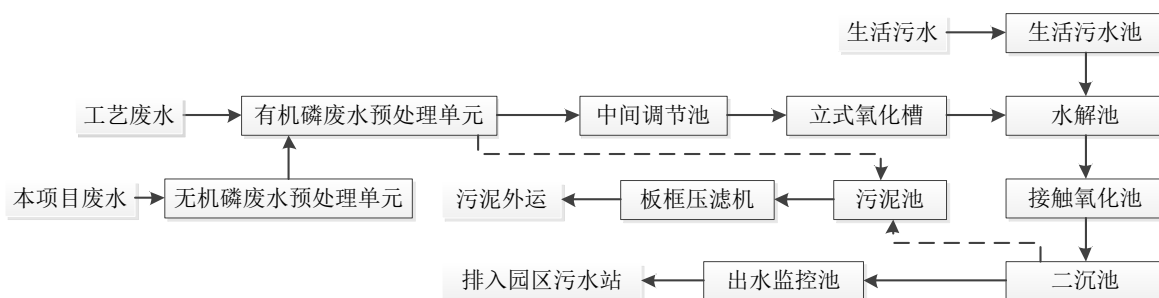 生活污水
生活污水池
工艺废水
有机磷废水预处理单元
中间调节池
立式氧化槽
水解池
本项目废水
无机磷废水预处理单元
污泥外运
板框压滤机
污泥池
接触氧化池
排入园区污水站
出水监控池
二沉池